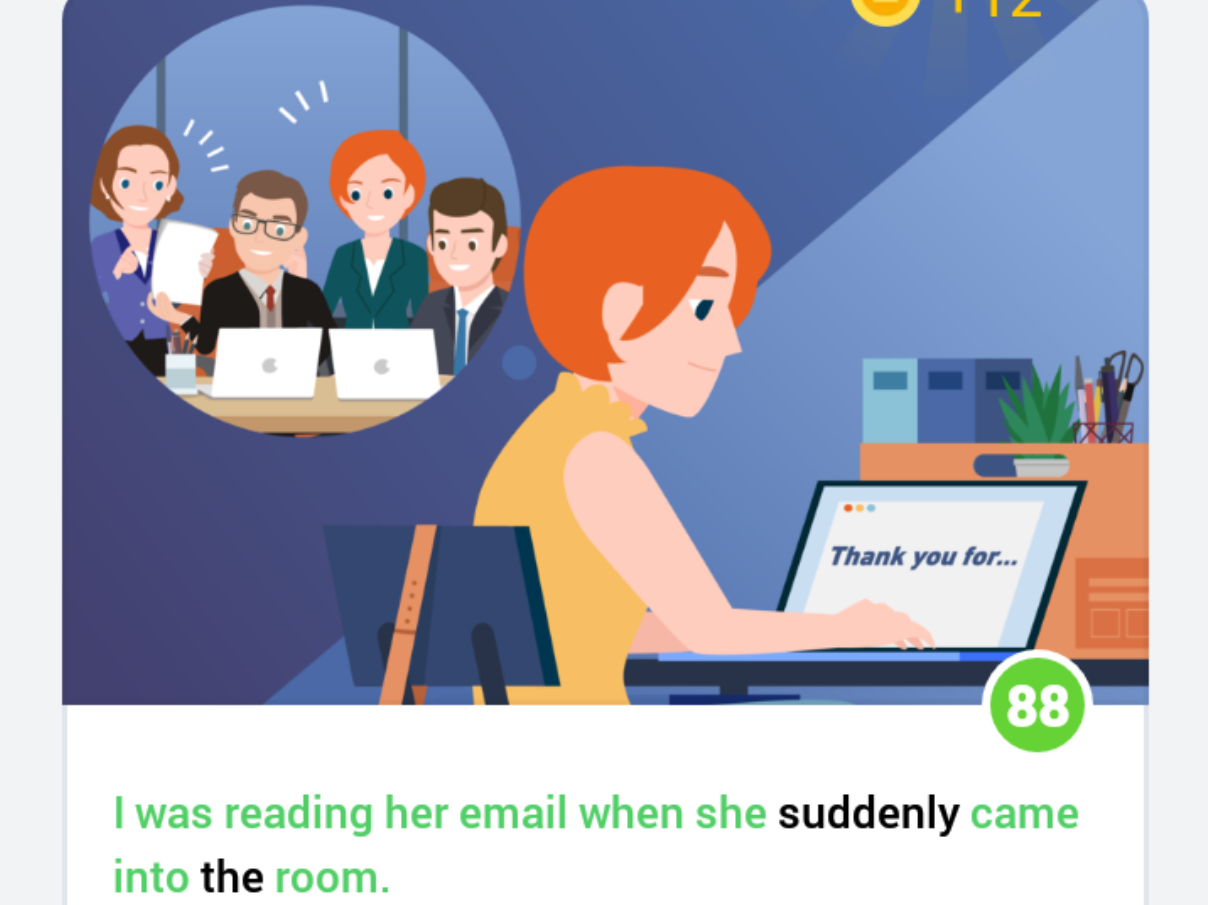 +12
Thank you for...
88
I was reading her email when she suddenly came
into the room.